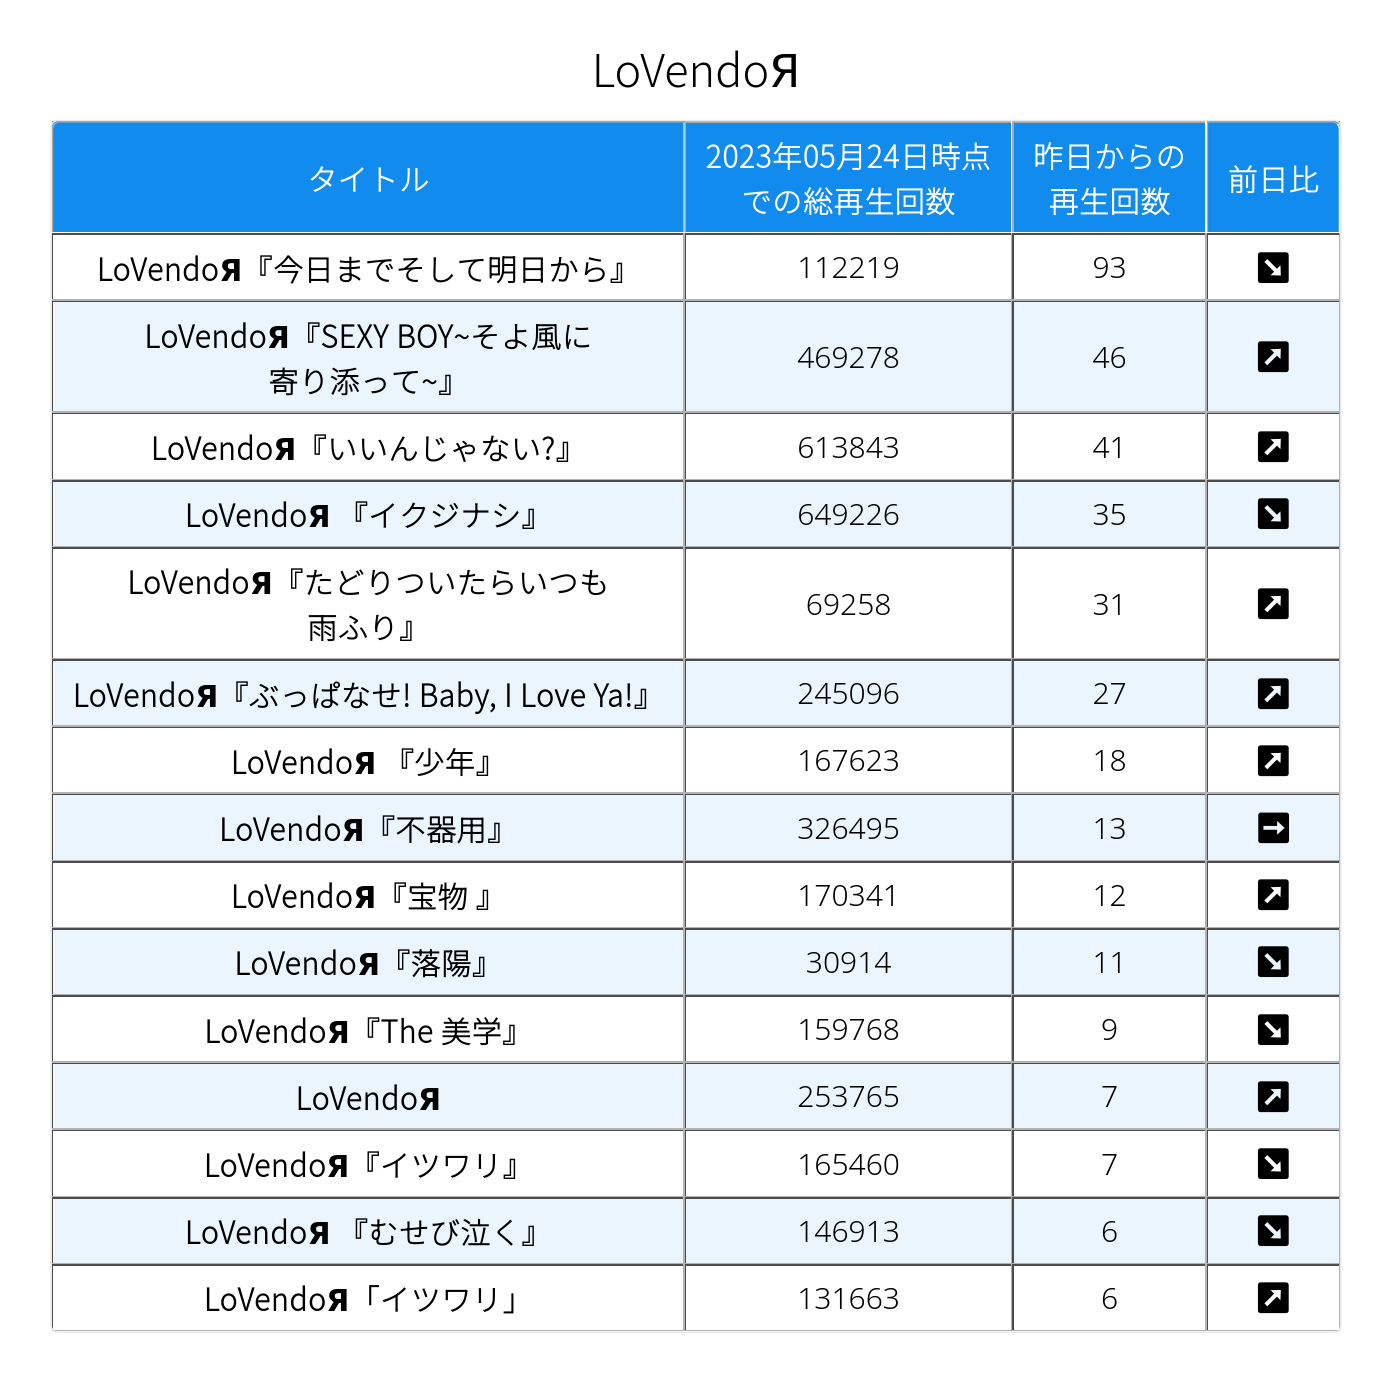 LoVendoЯ
タイトル
2023年05月24日時点
での総再生回数
昨日からの
再生回数
前日比
LoVendoЯ『今日までそして明日から』 112219 93 ↘
LoVendoЯ『SEXY BOY~そよ風に
寄り添って~』 469278 46 ↗
LoVendoЯ『いいんじゃない?』 613843 41 ↗
LoVendoЯ 『イクジナシ』 649226 35 ↘
LoVendoЯ『たどりついたらいつも
雨ふり』 69258 31 ↗
LoVendoЯ『ぶっぱなせ! Baby, I Love Ya!』 245096 27 ↗
LoVendoЯ 『少年』 167623 18 ↗
LoVendoЯ『不器用』 326495 13 →
LoVendoЯ『宝物 』 170341 12 ↗
LoVendoЯ『落陽』 30914 11 ↘
LoVendoЯ『The 美学』 159768 9 ↘
LoVendoЯ 253765 7 ↗
LoVendoЯ『イツワリ』 165460 7 ↘
LoVendoЯ 『むせび泣く』 146913 6 ↘
LoVendoЯ「イツワリ」 131663 6 ↗